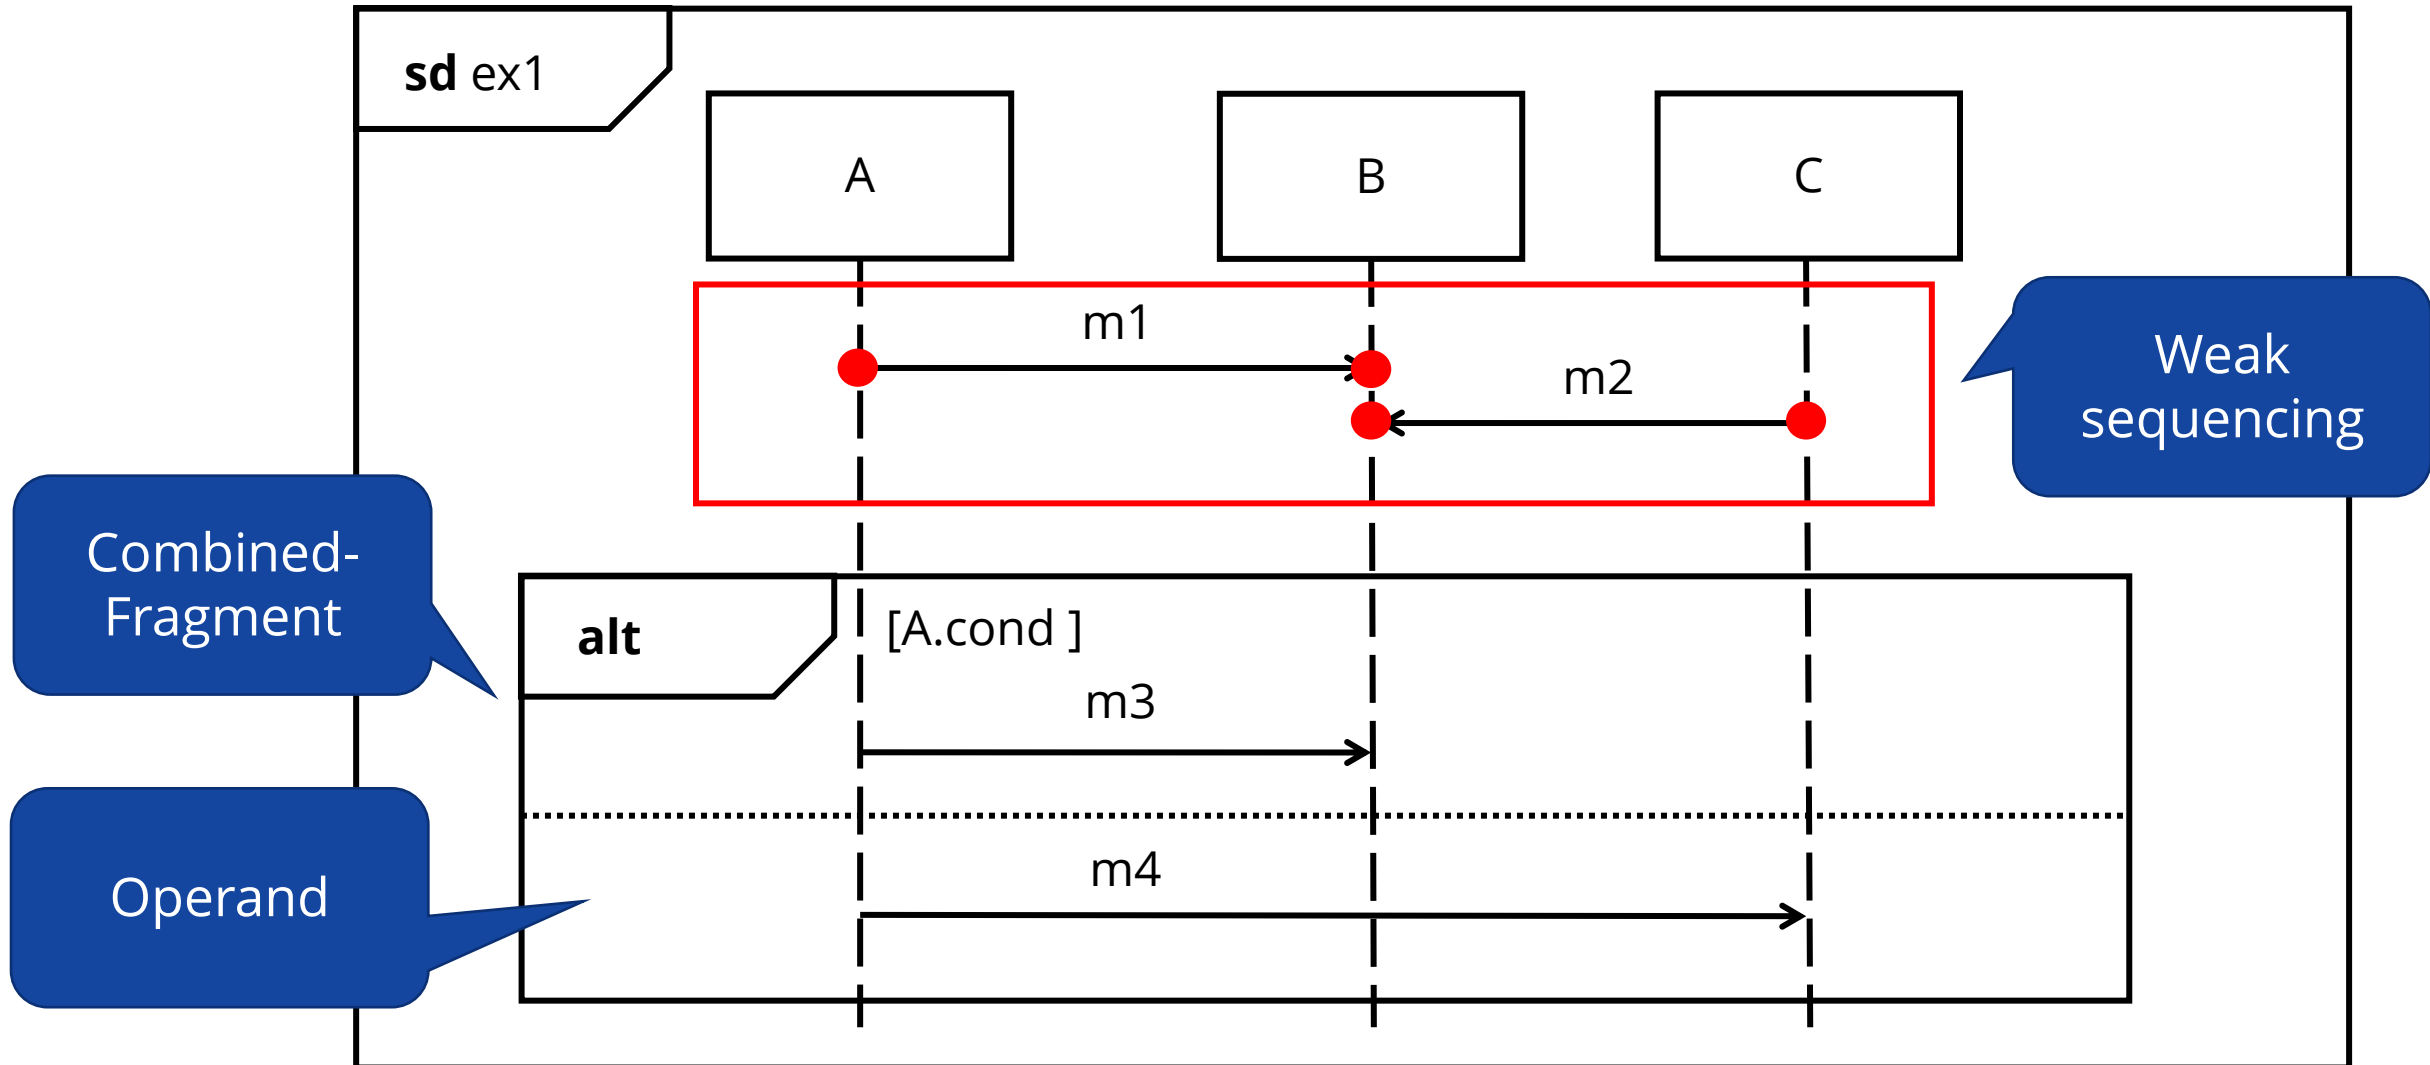 sd ex1
A
B
C
m1
m2
Weak
sequencing
Combined-
Fragment
alt
[A.cond ]
m3
Operand
m4